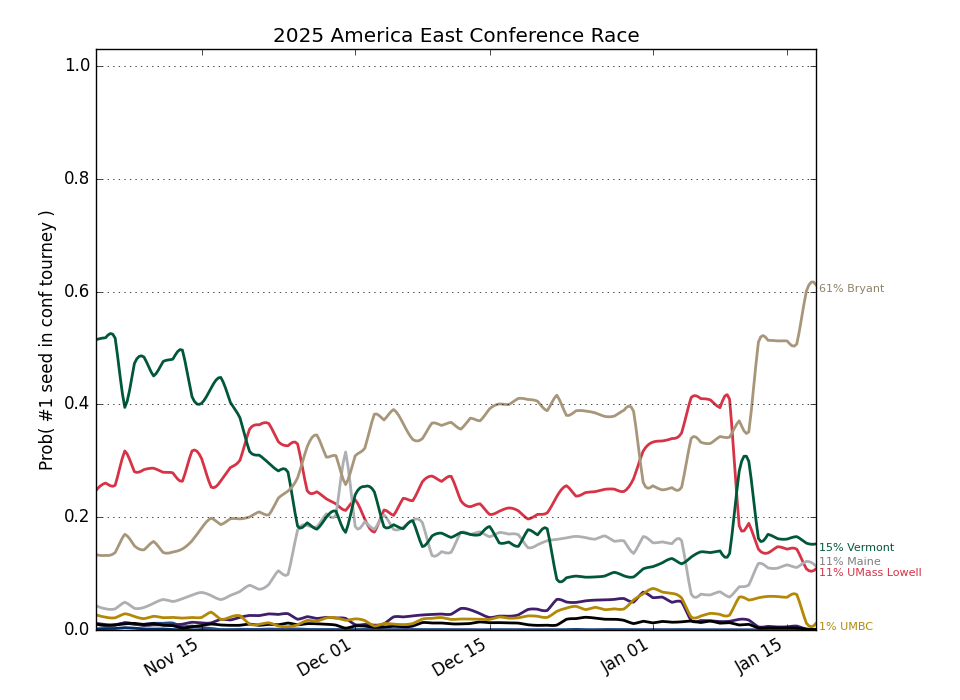 2025 America East Conference Race
Prob( #1 seed in conf tourney )
1.0
0.8
0.6
0.4
0.2
0.0
61% Bryant
15% Vermont
11% Maine
11% UMass Lowell
1% UMBC
Nov 15
Dec 01
Dec 15
Jan 01
Jan 15